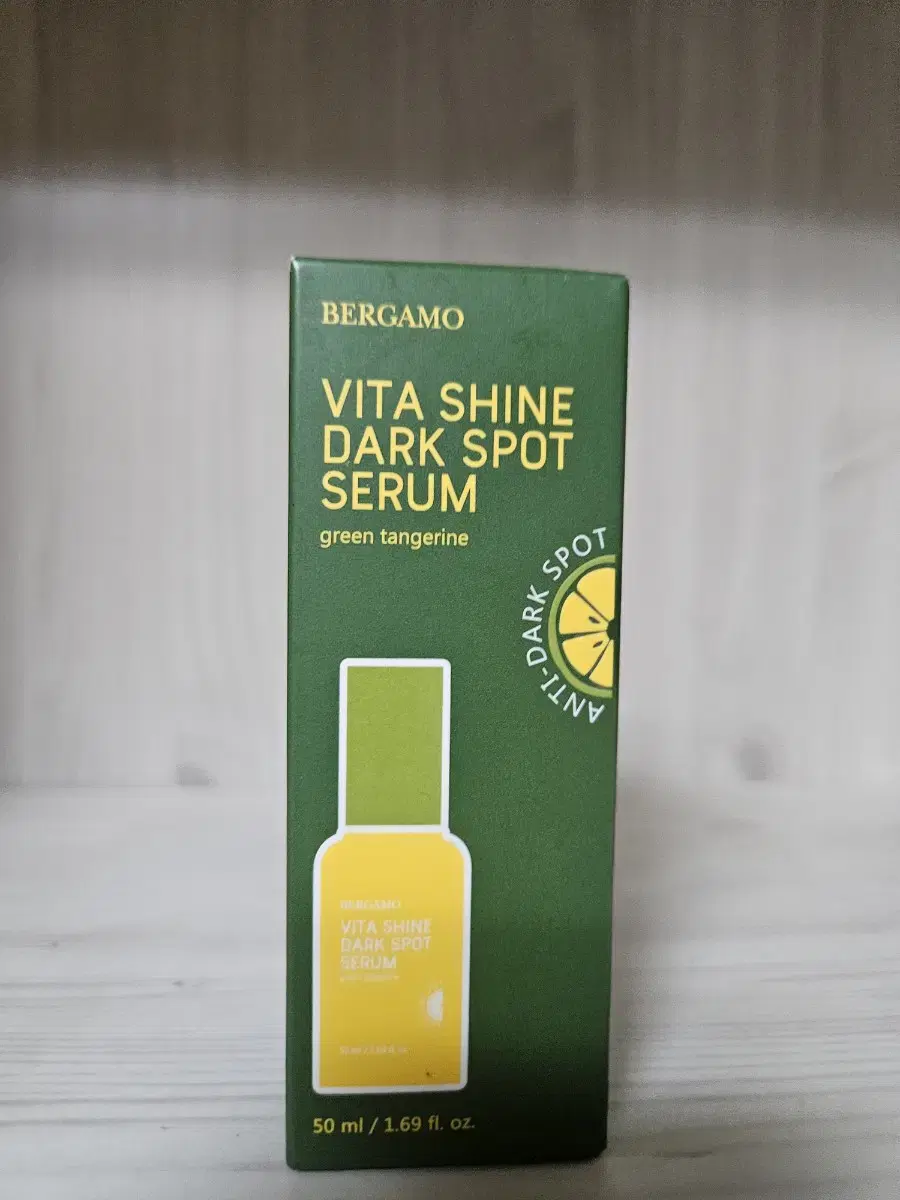 BERGAMO
VITA SHINE
DARK SPOT
SERUM
green tangerine
ANTI-DARK SPOT
BERGAMO
VITA SHINE
DARK SPOT
SERUM
50 ml / 1.69 fl. oz.